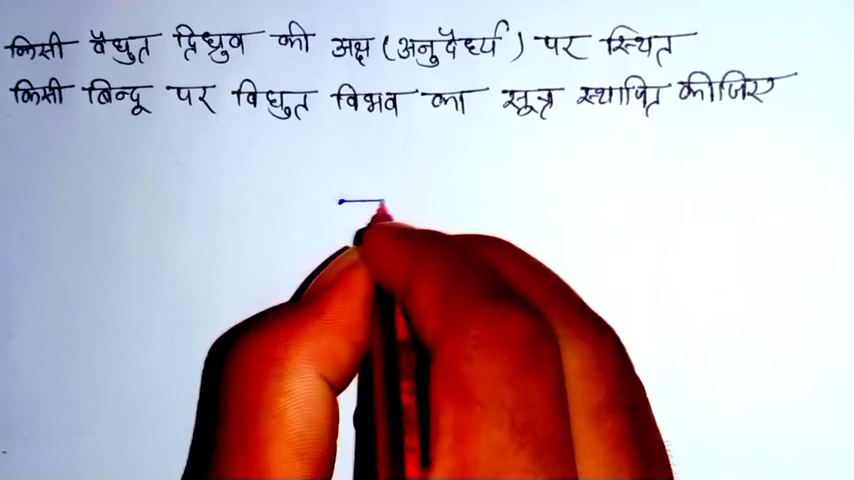 किसी वैधुत द्विध्रुव की अक्ष (अनुदैर्ध्य) पर स्थित
किसी बिन्दू पर विधुत विभव का सूत्र स्थापित कीजिए